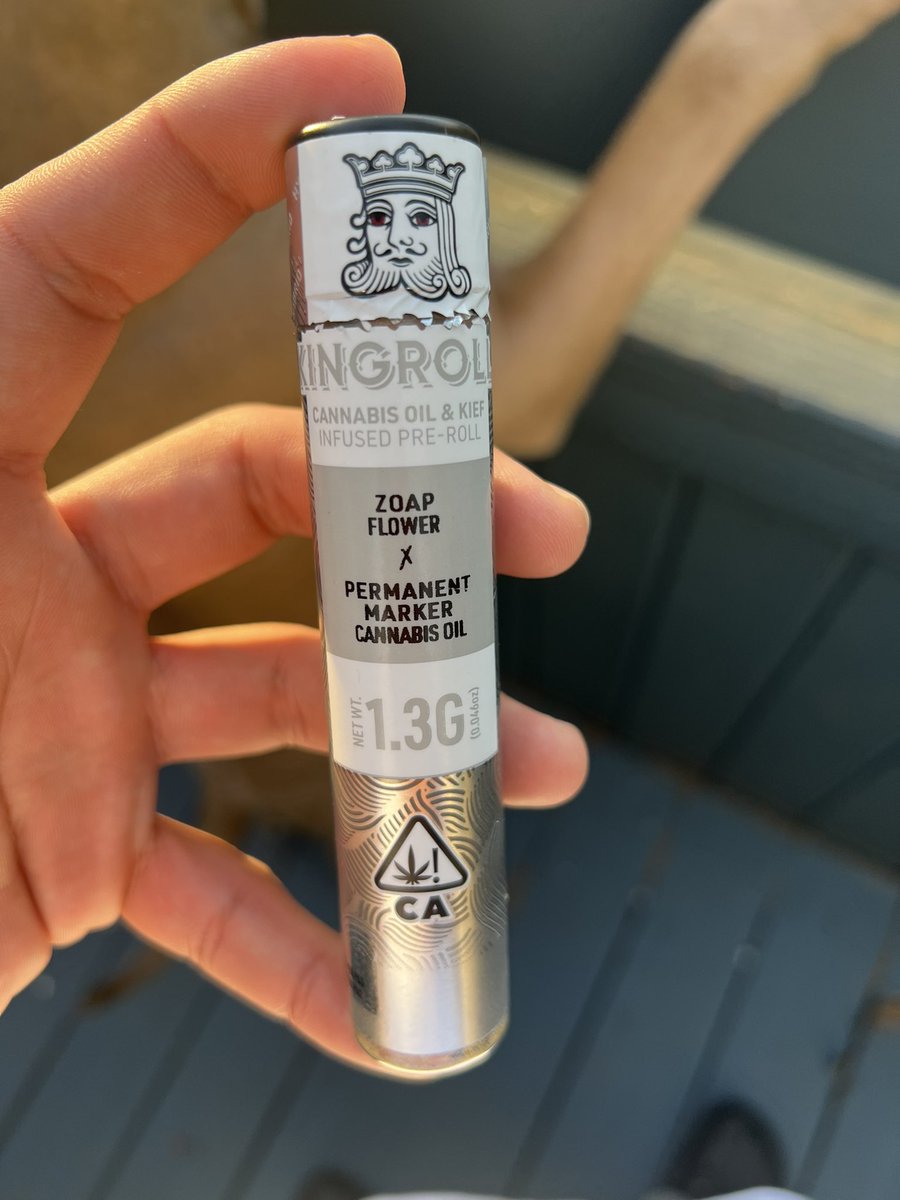 KINGROLL
CANNABIS OIL & KIEF
INFUSED PRE-ROLL
ZOAP
FLOWER
X
PERMANENT
MARKER
CANNABIS OIL
NET WT. 1.3G (0.046oz)
!
CA